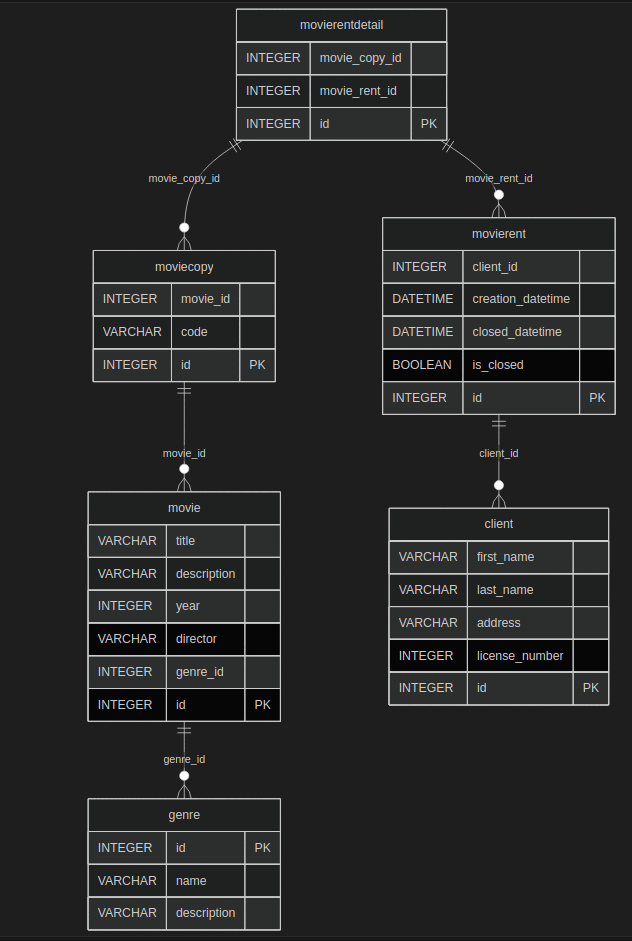 movierentdetail
INTEGER movie_copy_id
INTEGER movie_rent_id
INTEGER id PK
movie_copy_id
movie_rent_id
moviecopy
INTEGER movie_id
VARCHAR code
INTEGER id PK
movierent
INTEGER client_id
DATETIME creation_datetime
DATETIME closed_datetime
BOOLEAN is_closed
INTEGER id PK
movie_id
client_id
movie
VARCHAR title
VARCHAR description
INTEGER year
VARCHAR director
INTEGER genre_id
INTEGER id PK
client
VARCHAR first_name
VARCHAR last_name
VARCHAR address
INTEGER license_number
INTEGER id PK
genre_id
genre
INTEGER id PK
VARCHAR name
VARCHAR description